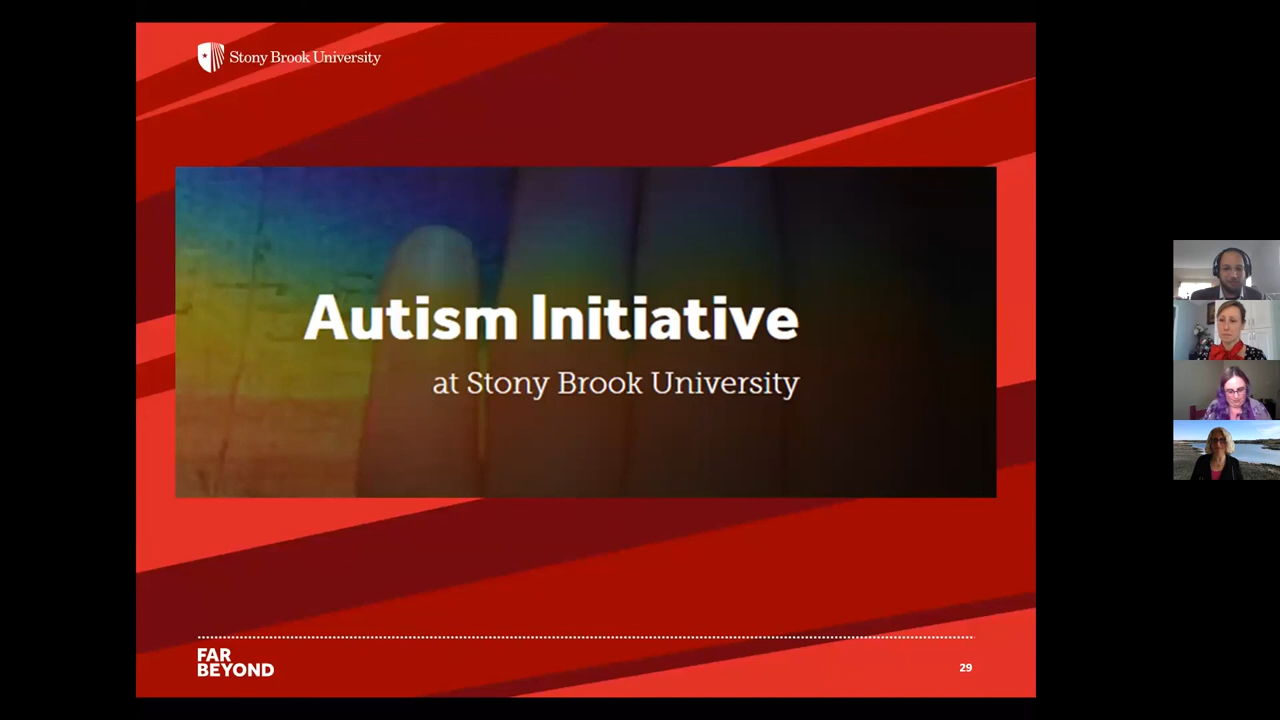 Stony Brook University
Autism Initiative
at Stony Brook University
FAR
BEYOND
29